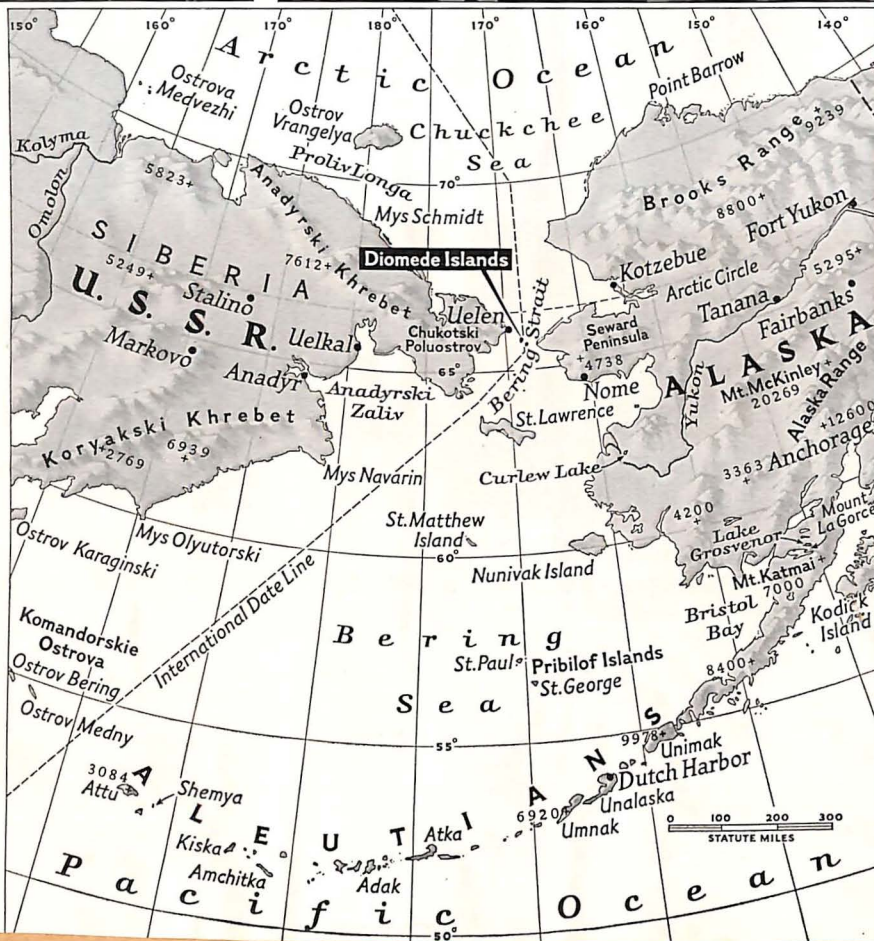 150°
160°
170°
180°
170°
160°
150°
140°
Arctic Ocean
Ostrova
Medvezhi
Ostrov
Vrangelya
Proliv Longa
Chuckchee
Sea
Point Barrow
Brooks Range
9239
8800
Kolyma
Omolon
5823
70°
Anadyrski
Khrebet
Mys Schmidt
Fort Yukon
SIBERIA
5249
7612
Diomede Islands
Kotzebue
Arctic Circle
5295
U.S.S.R.
Stalino
Uelen
Tanana
Fairbanks
Markovo
Uelkal
Chukotski
Poluostrov
Bering Strait
Seward
Peninsula
4738
ALASKA
Anadyr
65°
Nome
Yukon
Mt. McKinley
20269
Alaska Range
Anadyrski
Zaliv
St. Lawrence
12600
Koryakski Khrebet
2769
6939
Curlew Lake
3363
Anchorage
Mys Navarin
4200
Mount
La Gorce
Ostrov Karaginski
Mys Olyutorski
St. Matthew
Island
60°
Lake
Grosvenor
Nunivak Island
Mt. Katmai
7000
International Date Line
Bristol
Bay
Kodick
Island
Komandorskie
Ostrova
Ostrov Bering
Bering
Sea
St. Paul
Pribilof Islands
St. George
8400
Ostrov Medny
55°
9978
Unimak
3084
Attu
Shemya
Dutch Harbor
Unalaska
ALEUTIANS
6920
Umnak
Kiska
Atka
0 100 200 300
STATUTE MILES
Amchitka
Adak
Pacific Ocean
50°